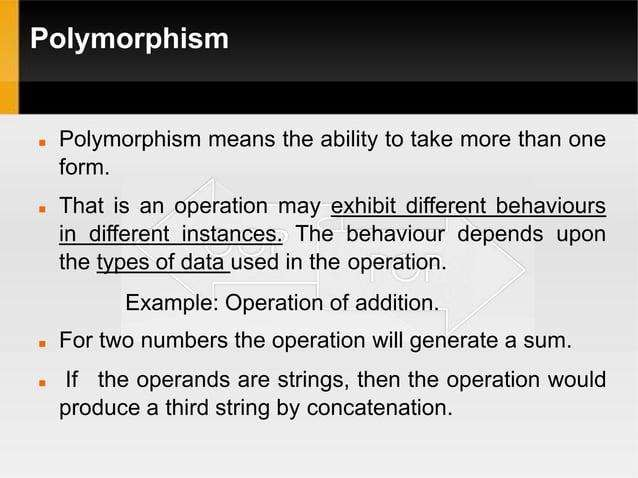 Polymorphism
Polymorphism means the ability to take more than one
form.
That is an operation may exhibit different behaviours
in different instances. The behaviour depends upon
the types of data used in the operation.
Example: Operation of addition.
For two numbers the operation will generate a sum.
If the operands are strings, then the operation would
produce a third string by concatenation.